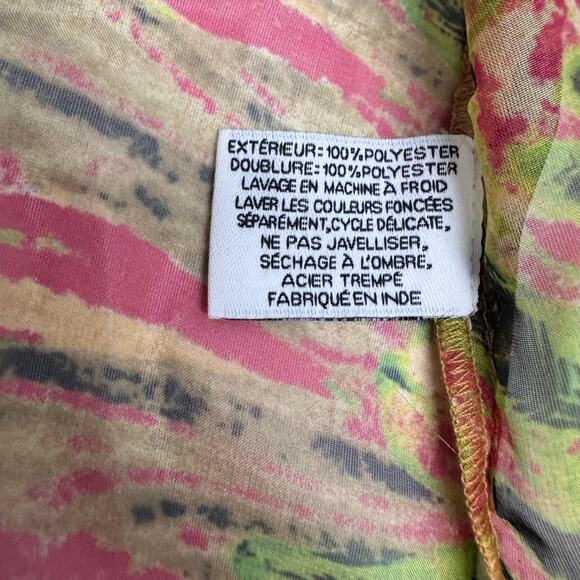 EXTÉRIEUR:100%POLYESTER
DOUBLURE:100%POLYESTER
LAVAGE EN MACHINE À FROID
LAVER LES COULEURS FONCÉES
SÉPARÉMENT,CYCLE DÉLICATE,
NE PAS JAVELLISER,
SÉCHAGE À L'OMBRE,
ACIER TREMPÉ
FABRIQUÉ EN INDE